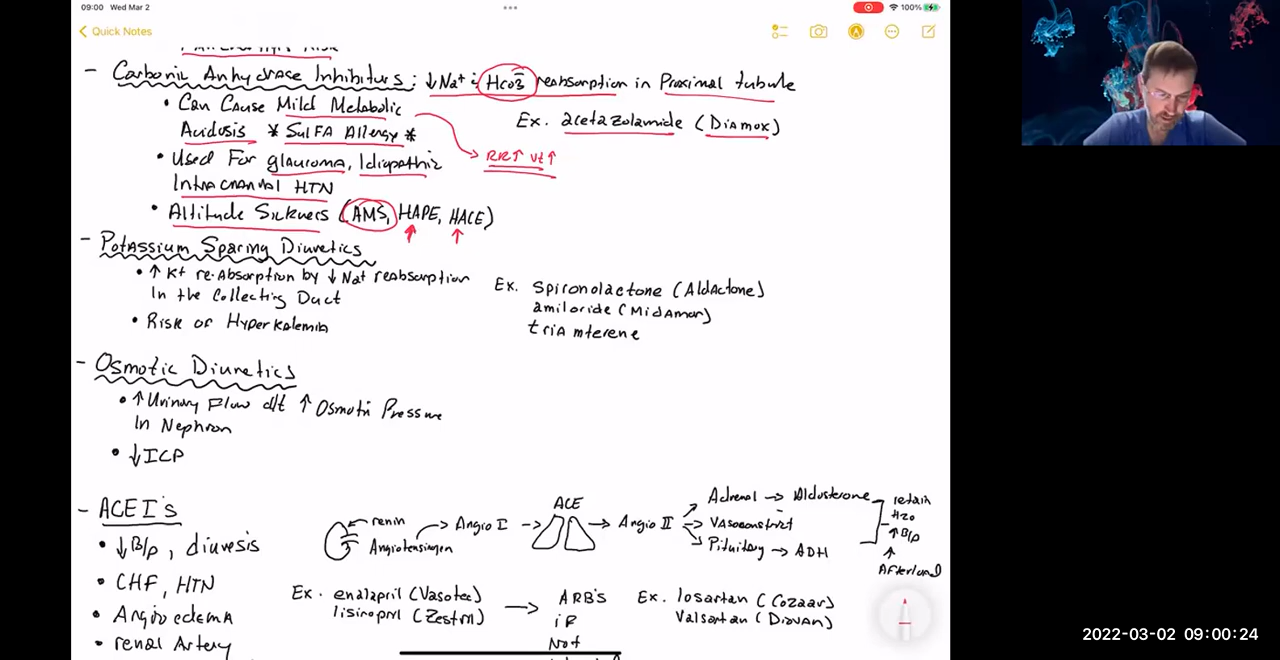 09:00 Wed Mar 2
100%
Quick Notes
- Carbonic Anhydrase Inhibitors: ↓Na+ & HCO3- reabsorption in Proximal tubule
• Can Cause Mild Metabolic
Acidosis * Sulfa Allergy *
Ex. acetazolamide (Diamox)
RR↑ Vt↑
• Used For glaucoma, Idiopathic
Intracranial HTN
• Altitude Sickness (AMS, HAPE, HACE)
- Potassium Sparing Diuretics
• ↑ K+ re-Absorption by ↓ Na+ reabsorption
In the Collecting Duct
• Risk of Hyperkalemia
Ex. Spironolactone (Aldactone)
amiloride (Midamor)
triamterene
- Osmotic Diuretics
• ↑ Urinary Flow d/t ↑ Osmotic Pressure
In Nephron
• ↓ICP
- ACE I's
• ↓B/p, diuresis
• CHF, HTN
• Angioedema
• renal Artery
renin
Angiotensinogen
→ Angio I →
ACE
→ Angio II
Adrenal → Aldosterone
Vasoconstrict
Pituitary → ADH
retain
H2O
↑B/p
↑
Afterload
Ex. enalapril (Vasotec)
lisinopril (Zestril)
→ ARB's
if
Not
Ex. losartan (Cozaar)
Valsartan (Diovan)
2022-03-02 09:00:24